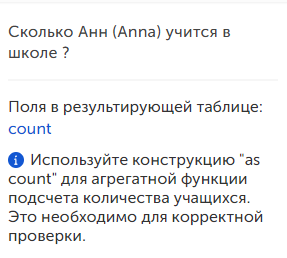 Сколько Анн (Anna) учится в
школе ?
Поля в результирующей таблице:
count
Используйте конструкцию "as
count" для агрегатной функции
подсчета количества учащихся.
Это необходимо для корректной
проверки.